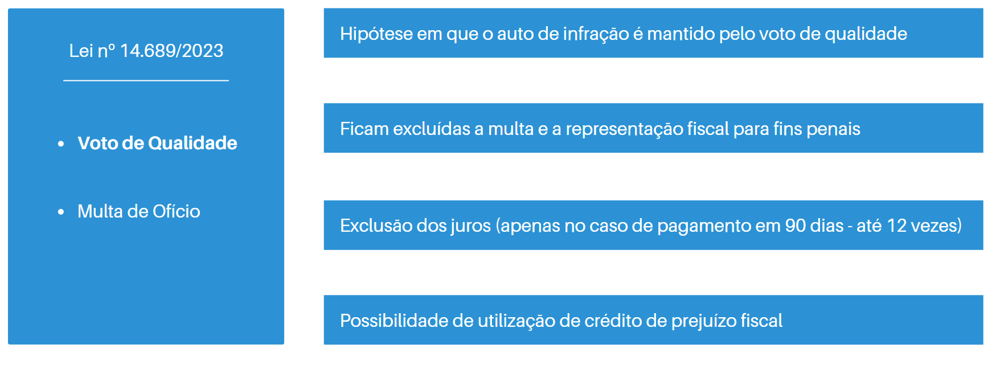 Lei nº 14.689/2023
• Voto de Qualidade
• Multa de Ofício
Hipótese em que o auto de infração é mantido pelo voto de qualidade
Ficam excluídas a multa e a representação fiscal para fins penais
Exclusão dos juros (apenas no caso de pagamento em 90 dias - até 12 vezes)
Possibilidade de utilização de crédito de prejuízo fiscal